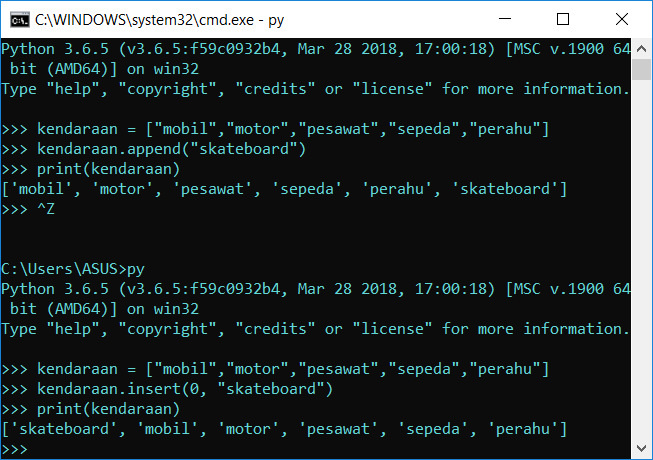 C:\WINDOWS\system32\cmd.exe - py
Python 3.6.5 (v3.6.5:f59c0932b4, Mar 28 2018, 17:00:18) [MSC v.1900 64
 bit (AMD64)] on win32
Type "help", "copyright", "credits" or "license" for more information.
>>> kendaraan = ["mobil","motor","pesawat","sepeda","perahu"]
>>> kendaraan.append("skateboard")
>>> print(kendaraan)
['mobil', 'motor', 'pesawat', 'sepeda', 'perahu', 'skateboard']
>>> ^Z
C:\Users\ASUS>py
Python 3.6.5 (v3.6.5:f59c0932b4, Mar 28 2018, 17:00:18) [MSC v.1900 64
 bit (AMD64)] on win32
Type "help", "copyright", "credits" or "license" for more information.
>>> kendaraan = ["mobil","motor","pesawat","sepeda","perahu"]
>>> kendaraan.insert(0, "skateboard")
>>> print(kendaraan)
['skateboard', 'mobil', 'motor', 'pesawat', 'sepeda', 'perahu']
>>>